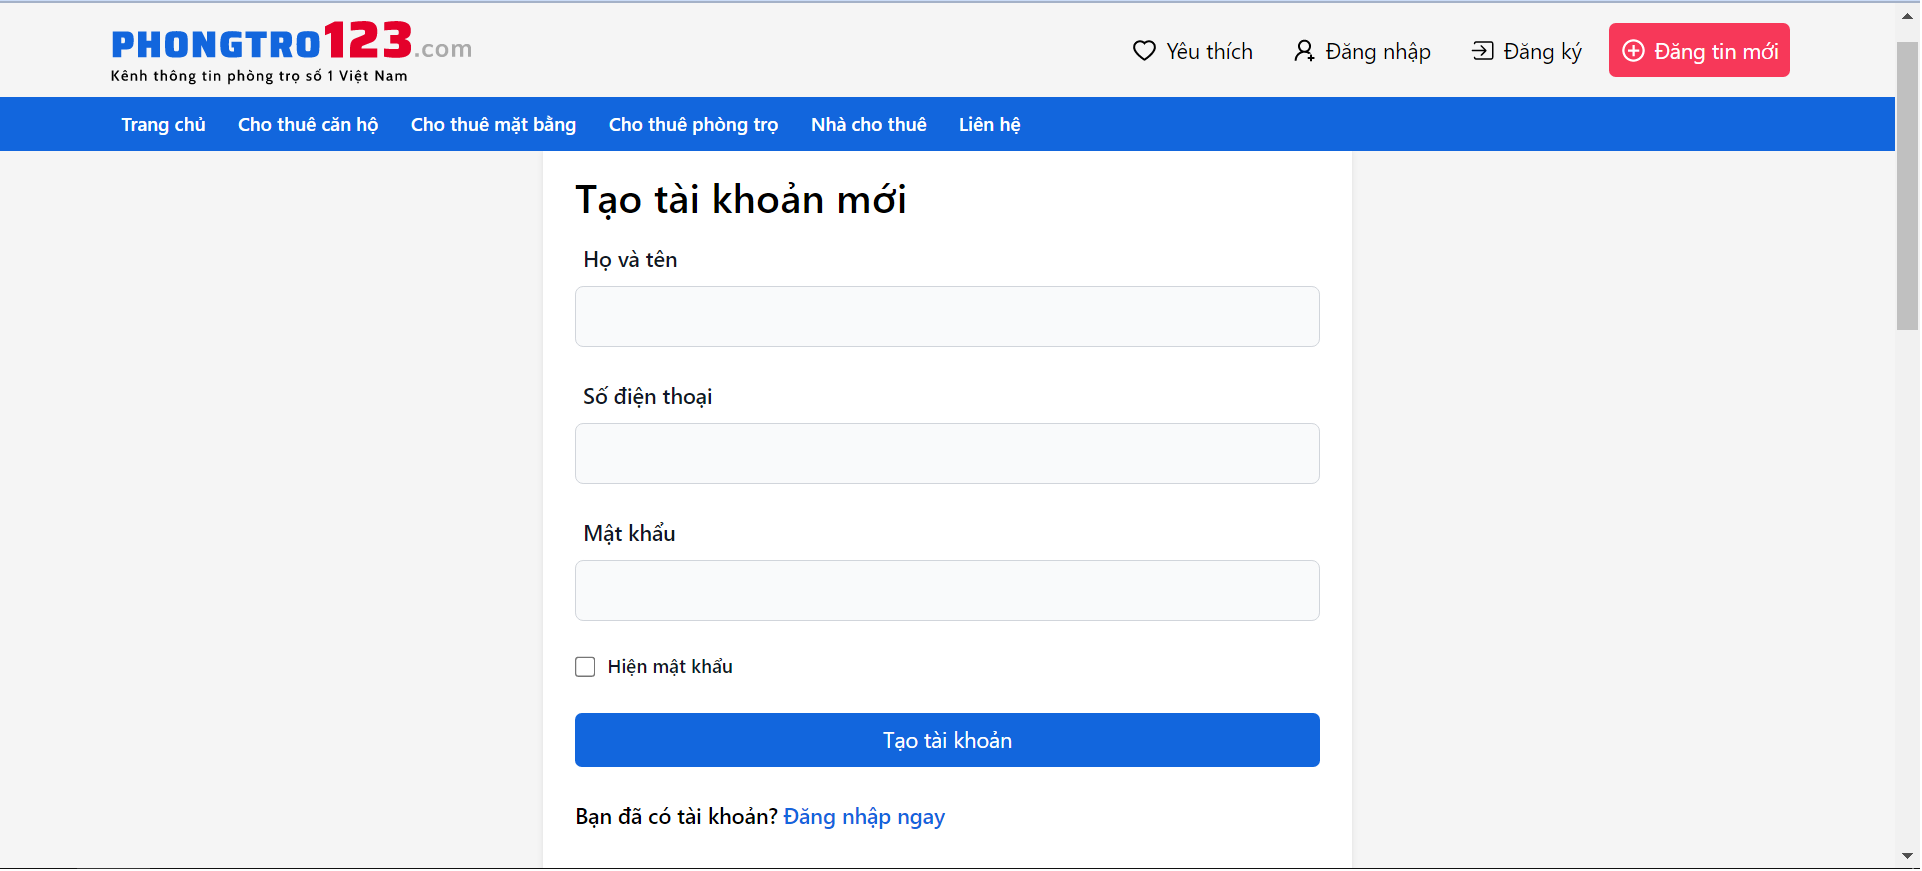 PHONGTRO123.com
Kênh thông tin phòng trọ số 1 Việt Nam
Yêu thích
Đăng nhập
Đăng ký
Đăng tin mới
Trang chủ
Cho thuê căn hộ
Cho thuê mặt bằng
Cho thuê phòng trọ
Nhà cho thuê
Liên hệ
Tạo tài khoản mới
Họ và tên
Số điện thoại
Mật khẩu
Hiện mật khẩu
Tạo tài khoản
Bạn đã có tài khoản? Đăng nhập ngay